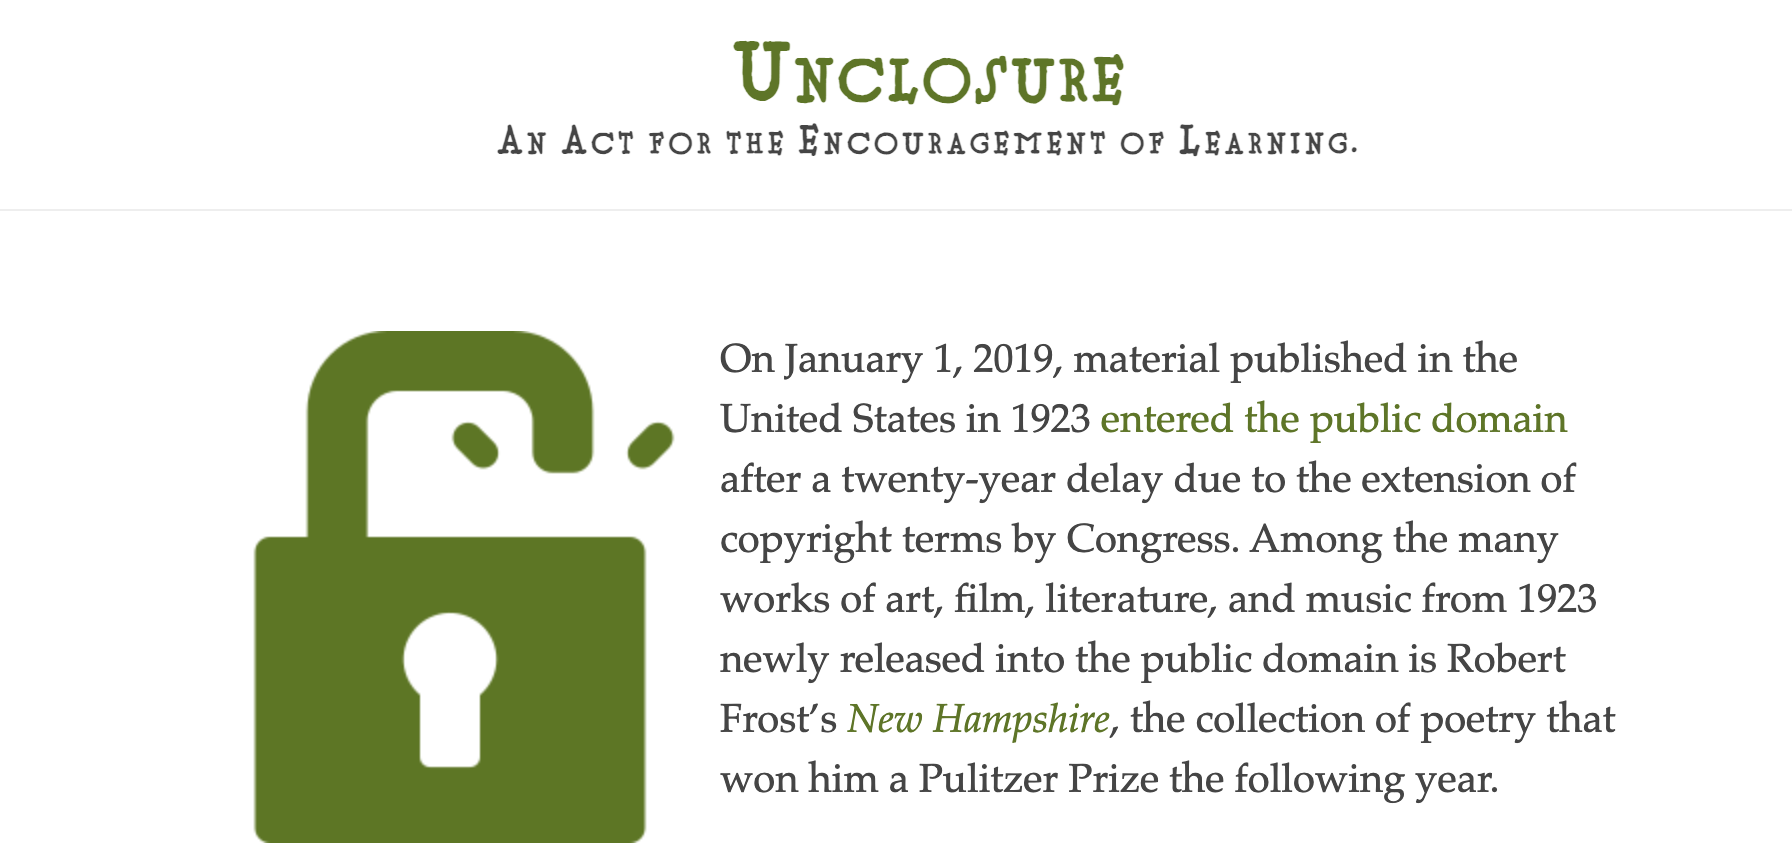 Unclosure
An Act for the Encouragement of Learning.
On January 1, 2019, material published in the
United States in 1923 entered the public domain
after a twenty-year delay due to the extension of
copyright terms by Congress. Among the many
works of art, film, literature, and music from 1923
newly released into the public domain is Robert
Frost’s New Hampshire, the collection of poetry that
won him a Pulitzer Prize the following year.